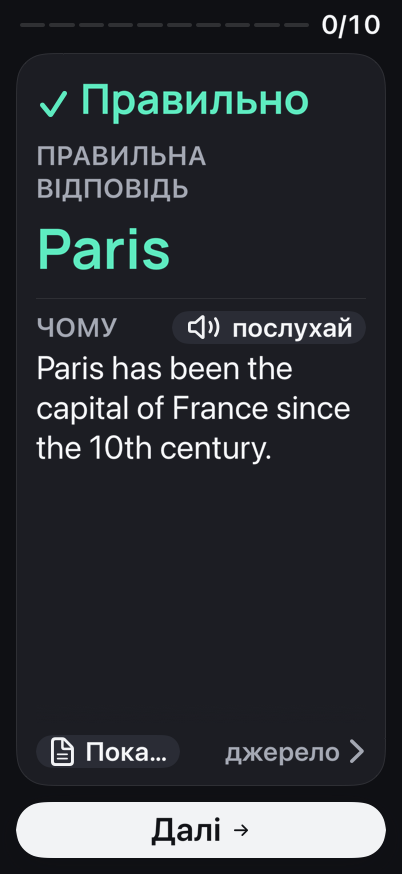 0/10
Правильно
ПРАВИЛЬНА
ВІДПОВІДЬ
Paris
ЧОМУ
послухай
Paris has been the
capital of France since
the 10th century.
Пока...
джерело
Далі →